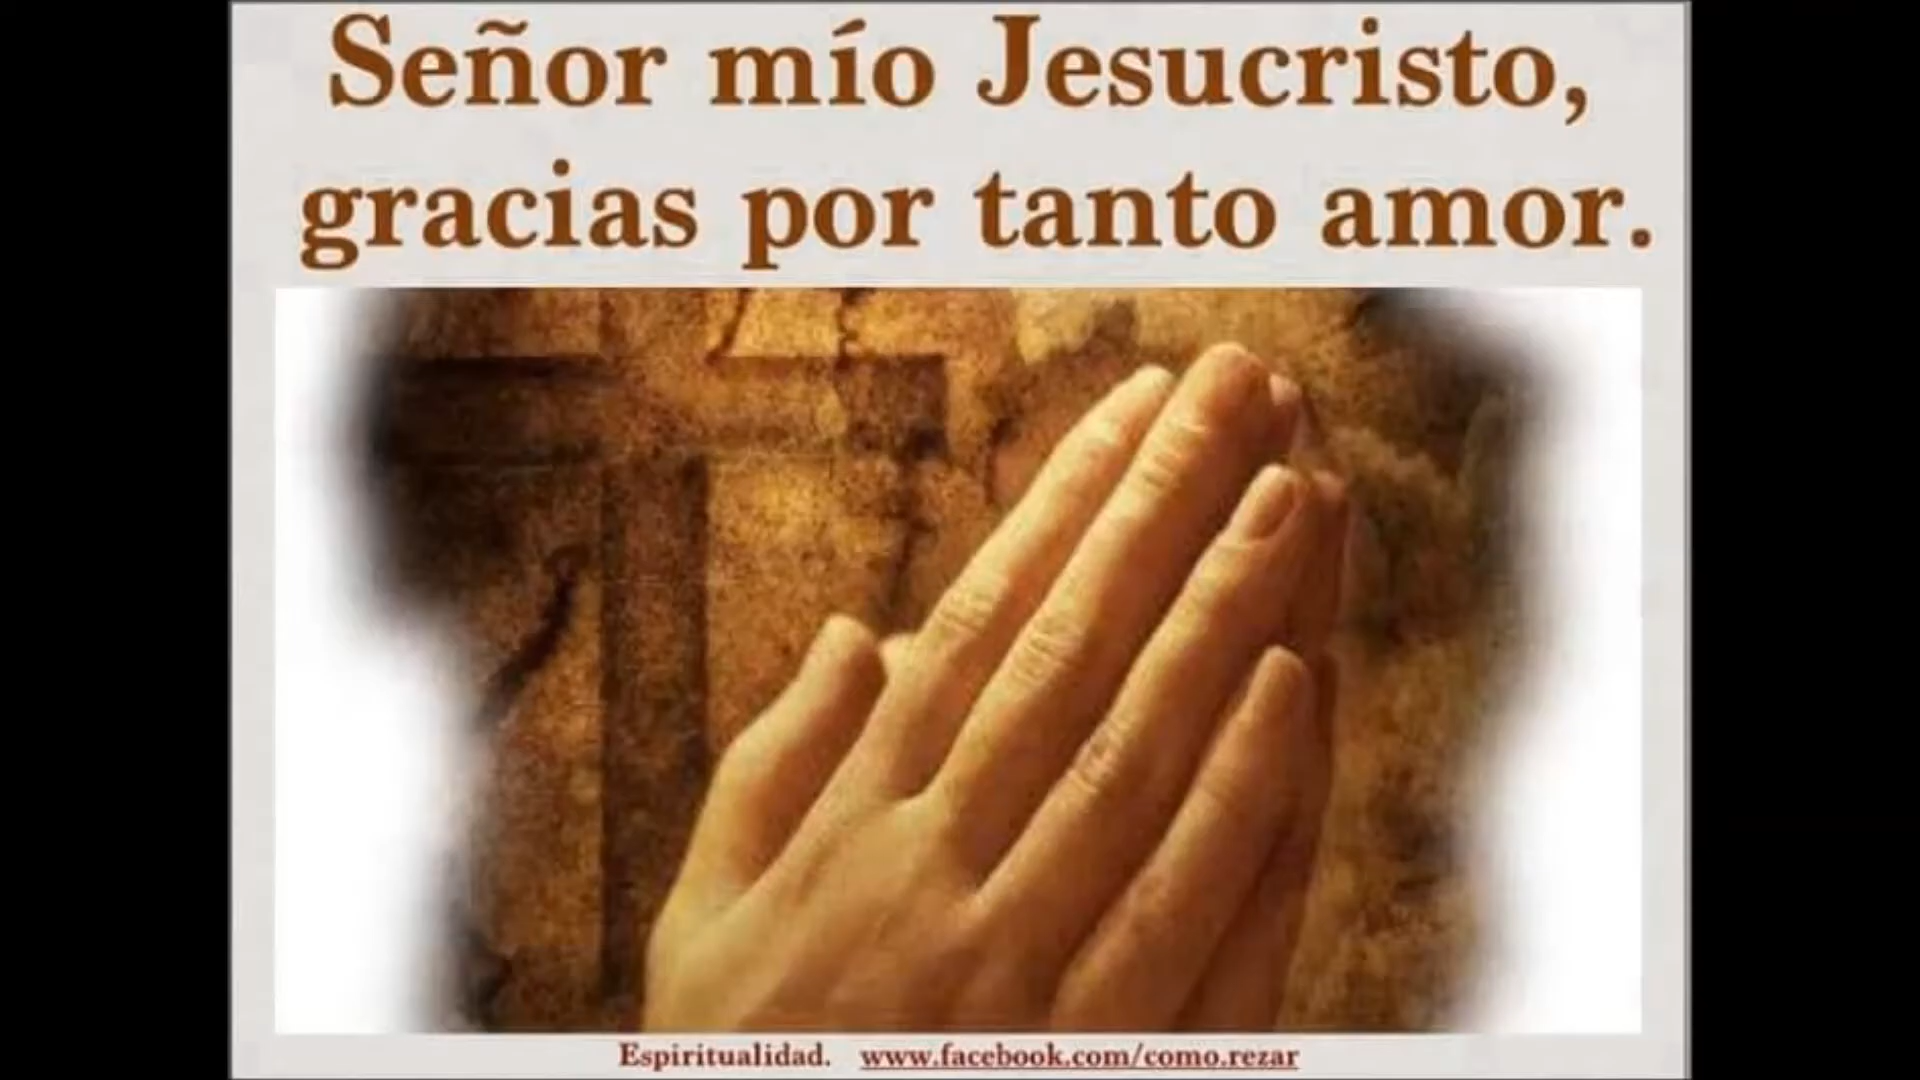 Señor mío Jesucristo,
gracias por tanto amor.
Espiritualidad. www.facebook.com/como.rezar